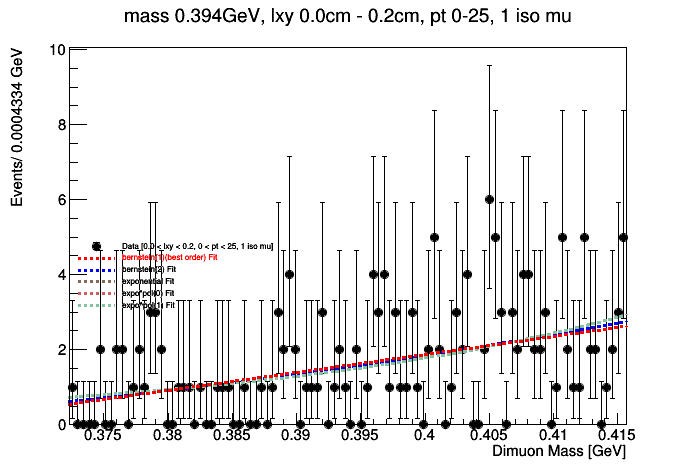 mass 0.394GeV, lxy 0.0cm - 0.2cm, pt 0-25, 1 iso mu
Events/ 0.0004334 GeV
10
8
6
4
2
0
Data [0.0 < lxy < 0.2, 0 < pt < 25, 1 iso mu]
bernstein(1)(best order) Fit
bernstein(2) Fit
exponential Fit
expo*pol(0) Fit
expo*pol(1) Fit
0.375 0.38 0.385 0.39 0.395 0.4 0.405 0.41 0.415
Dimuon Mass [GeV]